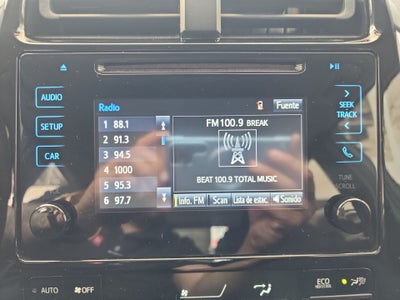 AUDIO
SETUP
CAR
Radio
Fuente
1 88.1
2 91.3
3 94.5
4 1000
5 95.3
6 97.7
FM 100.9 BREAK
BEAT 100.9 TOTAL MUSIC
Info. FM
Scan
Lista de estac.
Sonido
SEEK
TRACK
TUNE
SCROLL
AUTO
OFF
ECO